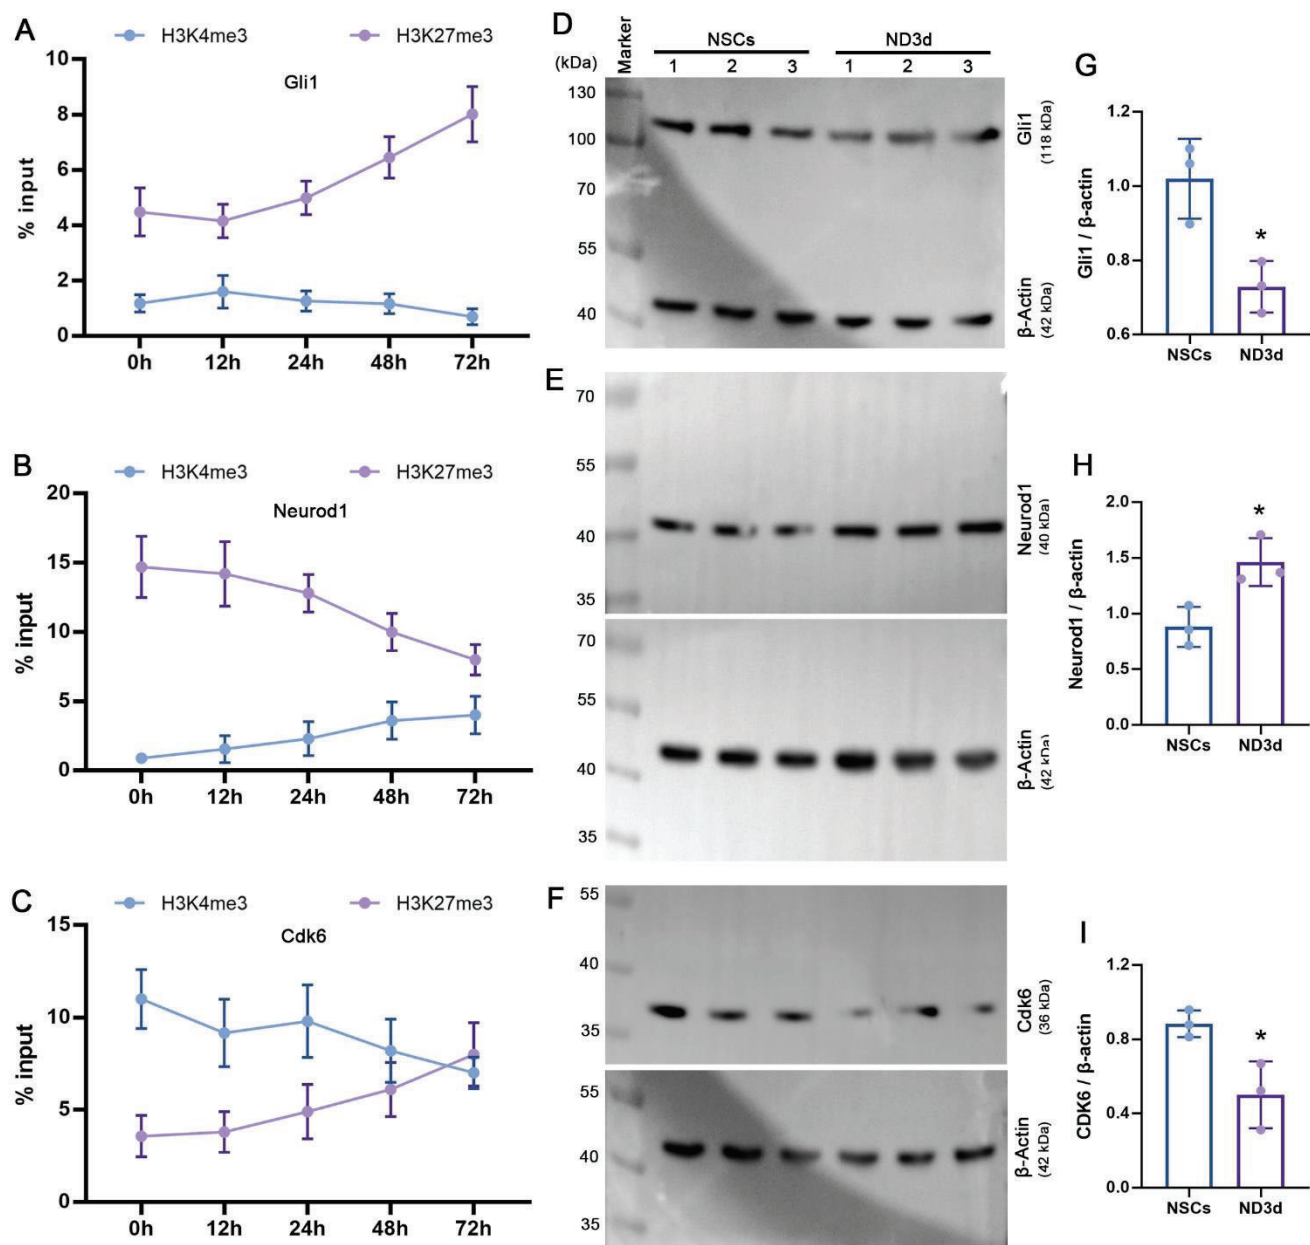 A
H3K4me3
H3K27me3
Gli1
% input
10
8
6
4
2
0
0h 12h 24h 48h 72h
B
H3K4me3
H3K27me3
Neurod1
% input
20
15
10
5
0
0h 12h 24h 48h 72h
C
H3K4me3
H3K27me3
Cdk6
% input
15
10
5
0
0h 12h 24h 48h 72h
D
(kDa)
Marker
NSCs
ND3d
1 2 3 1 2 3
130
100
70
55
40
Gli1
(118 kDa)
β-Actin
(42 kDa)
E
70
55
40
35
Neurod1
(40 kDa)
70
55
40
35
β-Actin
(42 kDa)
F
55
40
35
Cdk6
(36 kDa)
55
40
35
β-Actin
(42 kDa)
G
Gli1 / β-actin
1.2
1.0
0.8
0.6
*
NSCs ND3d
H
Neurod1 / β-actin
2.0
1.5
1.0
0.5
0.0
*
NSCs ND3d
I
CDK6 / β-actin
1.2
0.8
0.4
0.0
*
NSCs ND3d